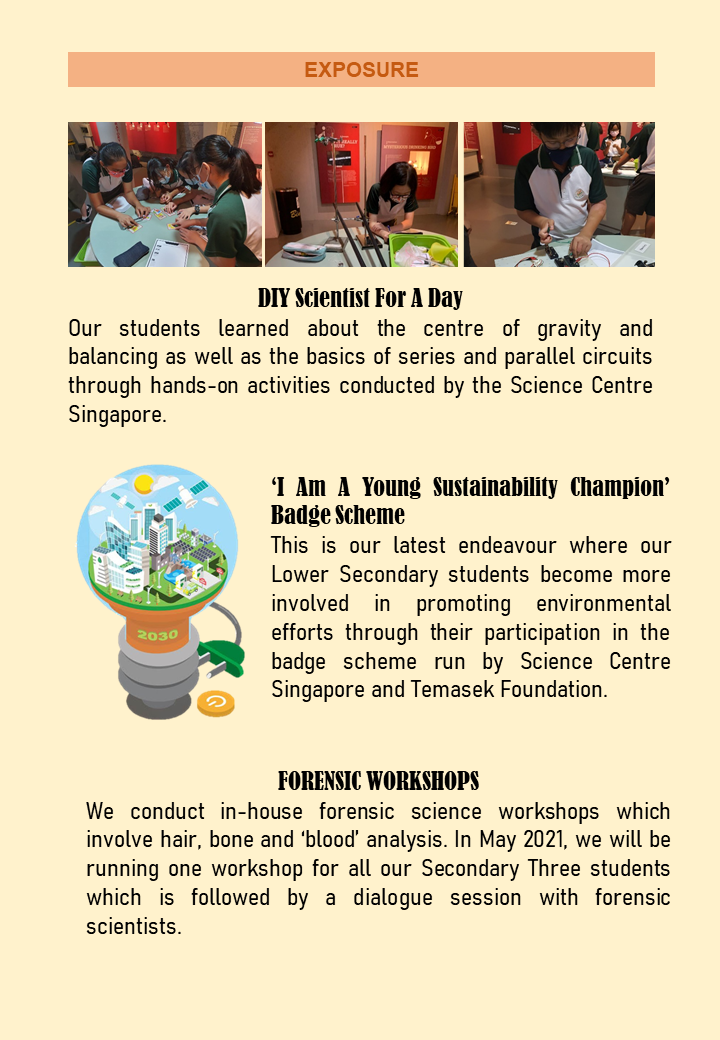 EXPOSURE
DIY Scientist For A Day
Our students learned about the centre of gravity and
balancing as well as the basics of series and parallel circuits
through hands-on activities conducted by the Science Centre
Singapore.
‘I Am A Young Sustainability Champion’
Badge Scheme
This is our latest endeavour where our
Lower Secondary students become more
involved in promoting environmental
efforts through their participation in the
badge scheme run by Science Centre
Singapore and Temasek Foundation.
2030
FORENSIC WORKSHOPS
We conduct in-house forensic science workshops which
involve hair, bone and ‘blood’ analysis. In May 2021, we will be
running one workshop for all our Secondary Three students
which is followed by a dialogue session with forensic
scientists.